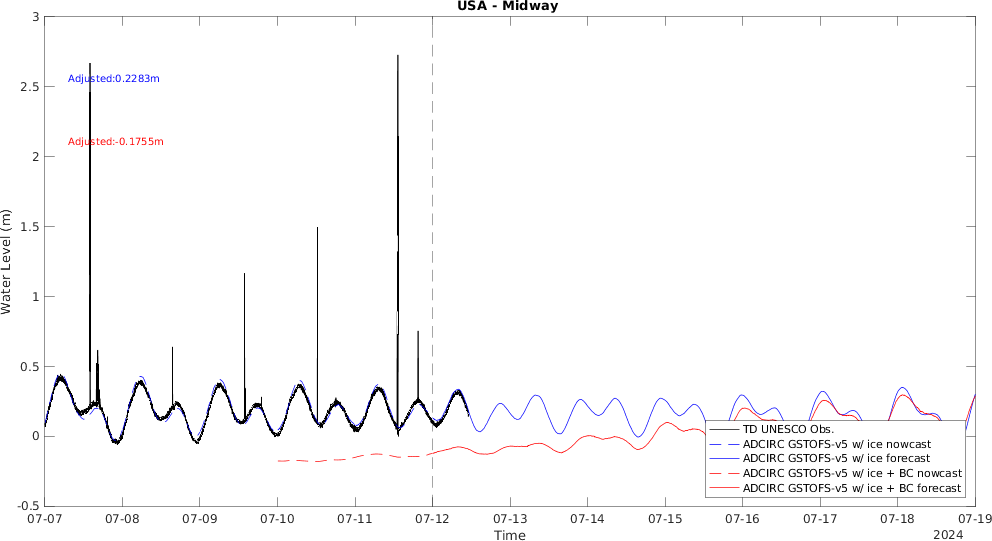 USA - Midway
3
2.5
2
1.5
1
0.5
0
-0.5
Water Level (m)
Adjusted:0.2283m
Adjusted:-0.1755m
TD UNESCO Obs.
ADCIRC GSTOFS-v5 w/ ice nowcast
ADCIRC GSTOFS-v5 w/ ice forecast
ADCIRC GSTOFS-v5 w/ ice + BC nowcast
ADCIRC GSTOFS-v5 w/ ice + BC forecast
07-07 07-08 07-09 07-10 07-11 07-12 07-13 07-14 07-15 07-16 07-17 07-18 07-19
Time
2024